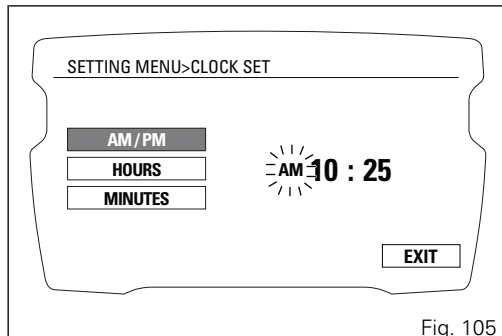 SETTING MENU>CLOCK SET
AM/PM
HOURS
AM 10 : 25
MINUTES
EXIT
Fig. 105